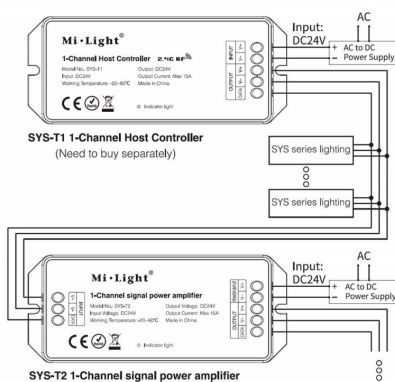 AC
Input:
DC24V
+ AC to DC
- Power Supply
Mi·Light®
1-Channel Host Controller 2.4G RF
Model No.: SYS-T1 Output: DC24V
Input: DC24V Output Current: Max 15A
Working Temperature: -20~60℃ Made in China
CE RoHS
Indicator light
INPUT
V+
V-
OUTPUT
V+
V-
DATA
SYS-T1 1-Channel Host Controller
(Need to buy separately)
SYS series lighting
SYS series lighting
AC
Input:
DC24V
+ AC to DC
- Power Supply
Mi·Light®
1-Channel signal power amplifier
Model No.: SYS-T2 Output Voltage: DC24V
Input Voltage: DC24V Output Current: Max 15A
Working Temperature: -20~60℃ Made in China
CE RoHS
Indicator light
INPUT
V+
V-
POWER INPUT
V+
V-
OUTPUT
V+
V-
DATA
SYS-T2 1-Channel signal power amplifier